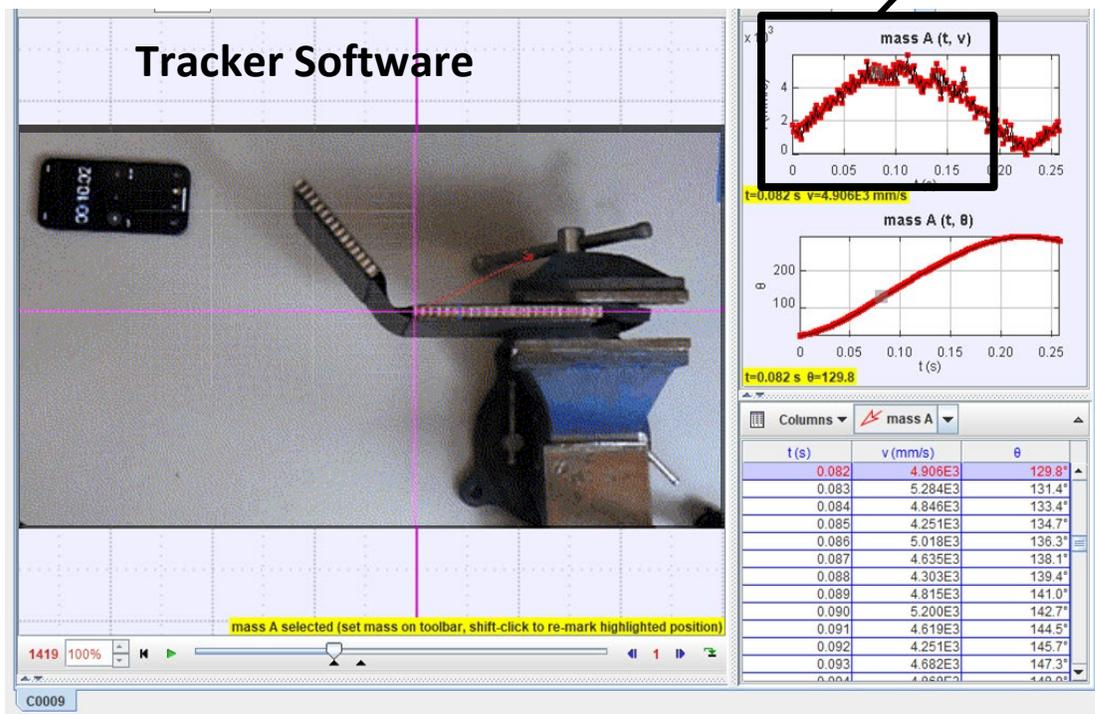 Tracker Software
00:10.02
mass A selected (set mass on toolbar, shift-click to re-mark highlighted position)
1419 100%
1
C0009
mass A (t, v)
x 10³
4
2
0
0 0.05 0.10 0.15 0.20 0.25
t=0.082 s v=4.906E3 mm/s
mass A (t, θ)
θ
200
100
0 0.05 0.10 0.15 0.20 0.25
t (s)
t=0.082 s θ=129.8
Columns mass A
t (s) v (mm/s) θ
0.082 4.906E3 129.8°
0.083 5.284E3 131.4°
0.084 4.846E3 133.4°
0.085 4.251E3 134.7°
0.086 5.018E3 136.3°
0.087 4.635E3 138.1°
0.088 4.303E3 139.4°
0.089 4.815E3 141.0°
0.090 5.200E3 142.7°
0.091 4.619E3 144.5°
0.092 4.251E3 145.7°
0.093 4.682E3 147.3°